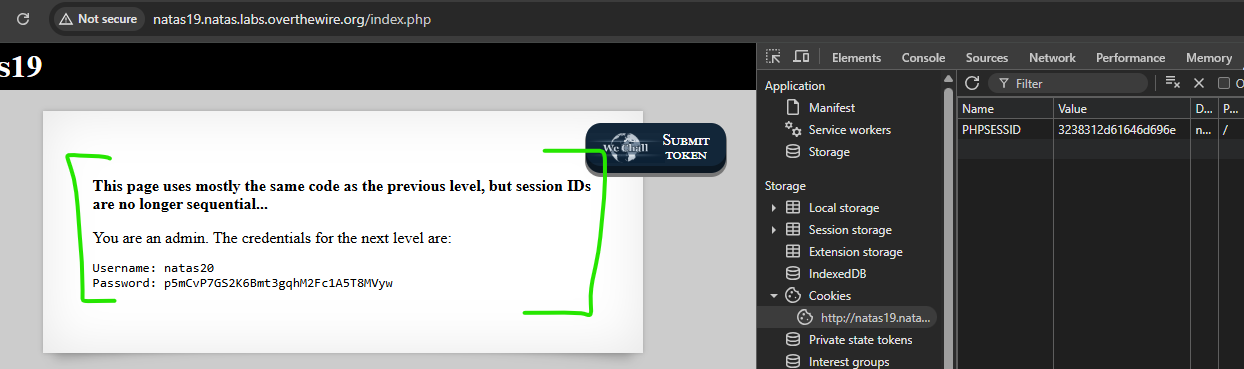 Not secure
natas19.natas.labs.overthewire.org/index.php
s19
Elements Console Sources Network Performance Memory
Application
Filter
Manifest
Name Value D... P...
Service workers
PHPSESSID 3238312d61646d696e n... /
Storage
We Chall
SUBMIT
TOKEN
This page uses mostly the same code as the previous level, but session IDs
are no longer sequential...
You are an admin. The credentials for the next level are:
Username: natas20
Password: p5mCvP7GS2K6Bmt3gqhM2Fc1A5T8MVyw
Storage
Local storage
Session storage
Extension storage
IndexedDB
Cookies
http://natas19.nata...
Private state tokens
Interest groups